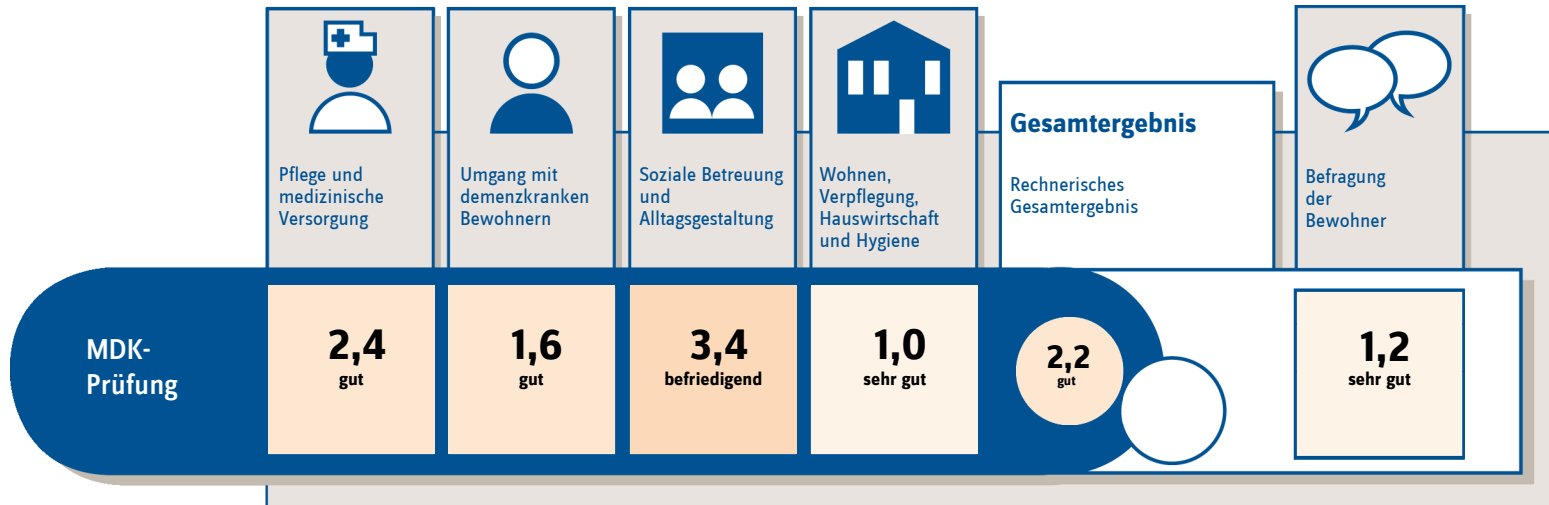 Pflege und
medizinische
Versorgung
Umgang mit
demenzkranken
Bewohnern
Soziale Betreuung
und
Alltagsgestaltung
Wohnen,
Verpflegung,
Hauswirtschaft
und Hygiene
Gesamtergebnis
Rechnerisches
Gesamtergebnis
Befragung
der
Bewohner
MDK-
Prüfung
2,4
gut
1,6
gut
3,4
befriedigend
1,0
sehr gut
2,2
gut
1,2
sehr gut